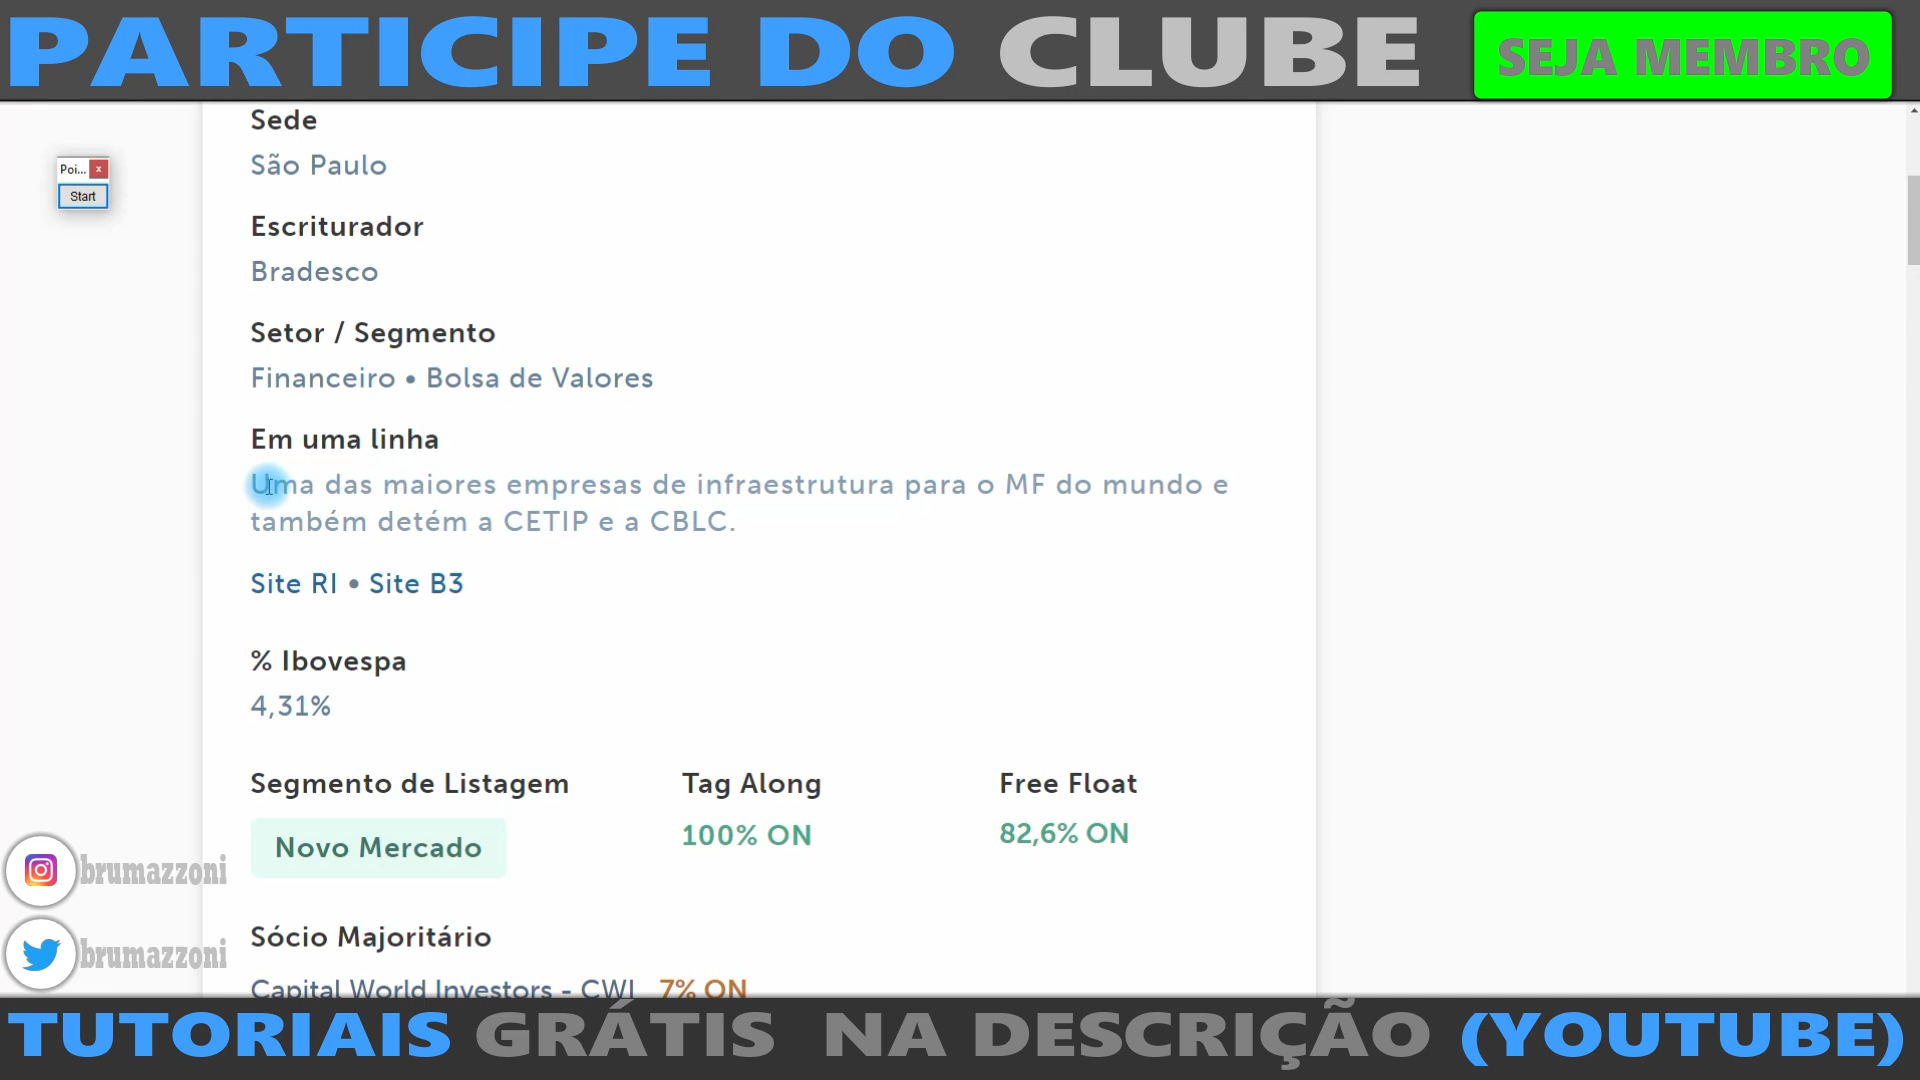 PARTICIPE DO CLUBE
SEJA MEMBRO
Poi...
x
Start
Sede
São Paulo
Escriturador
Bradesco
Setor / Segmento
Financeiro • Bolsa de Valores
Em uma linha
Uma das maiores empresas de infraestrutura para o MF do mundo e
também detém a CETIP e a CBLC.
Site RI • Site B3
% Ibovespa
4,31%
Segmento de Listagem
Tag Along
Free Float
Novo Mercado
100% ON
82,6% ON
Sócio Majoritário
Capital World Investors - CWI 7% ON
brumazzoni
brumazzoni
TUTORIAIS GRÁTIS NA DESCRIÇÃO (YOUTUBE)